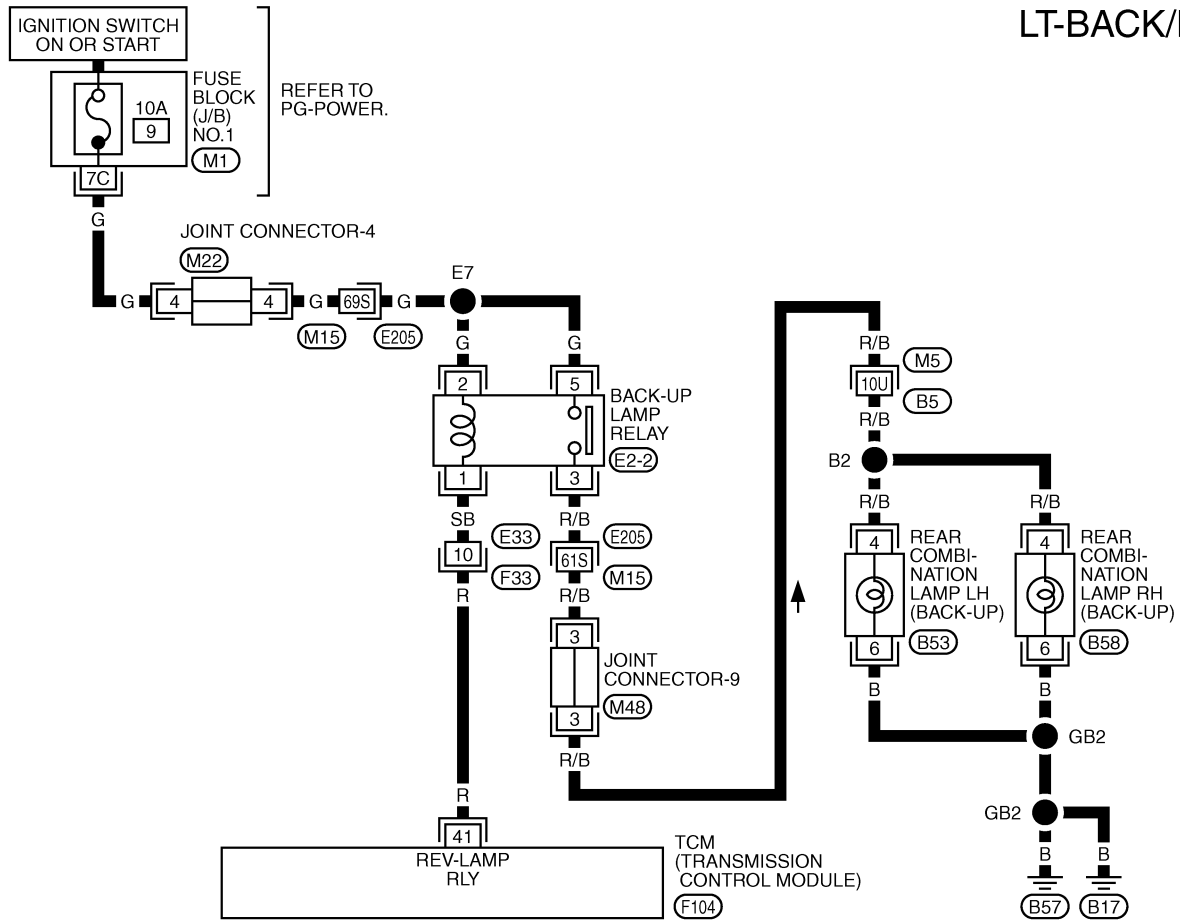 LT-BACK/
IGNITION SWITCH
ON OR START
FUSE
BLOCK
(J/B)
NO.1
M1
10A
9
REFER TO
PG-POWER.
7C
G
JOINT CONNECTOR-4
M22
G
4
4
G
69S
G
M15
E205
E7
G
G
2
5
BACK-UP
LAMP
RELAY
E2-2
1
3
SB
R/B
E33
E205
10
61S
F33
M15
R
R/B
3
JOINT
CONNECTOR-9
M48
3
R/B
R
41
REV-LAMP
RLY
TCM
(TRANSMISSION
CONTROL MODULE)
F104
R/B
M5
10U
B5
R/B
B2
R/B
R/B
4
REAR
COMBI-
NATION
LAMP LH
(BACK-UP)
B53
6
4
REAR
COMBI-
NATION
LAMP RH
(BACK-UP)
B58
6
B
B
GB2
GB2
B
B
B57
B17